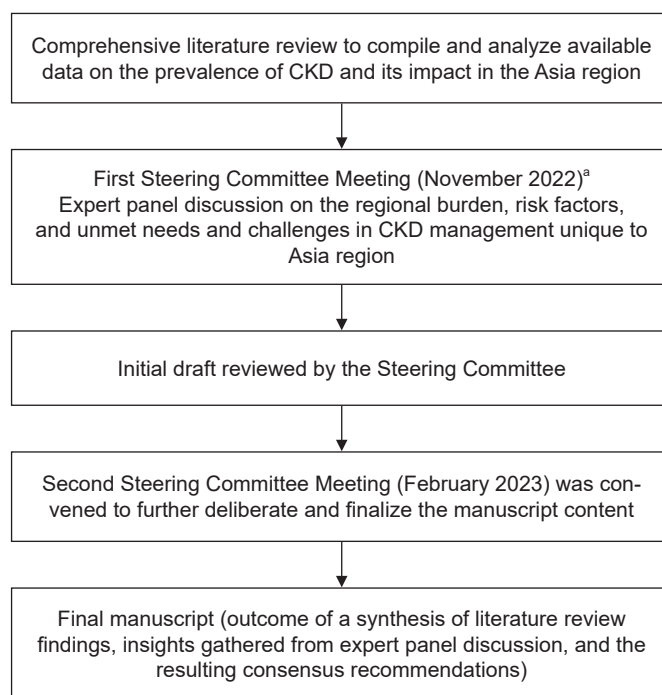 Comprehensive literature review to compile and analyze available
data on the prevalence of CKD and its impact in the Asia region
First Steering Committee Meeting (November 2022)ª
Expert panel discussion on the regional burden, risk factors,
and unmet needs and challenges in CKD management unique to
Asia region
Initial draft reviewed by the Steering Committee
Second Steering Committee Meeting (February 2023) was con-
vened to further deliberate and finalize the manuscript content
Final manuscript (outcome of a synthesis of literature review
findings, insights gathered from expert panel discussion, and the
resulting consensus recommendations)